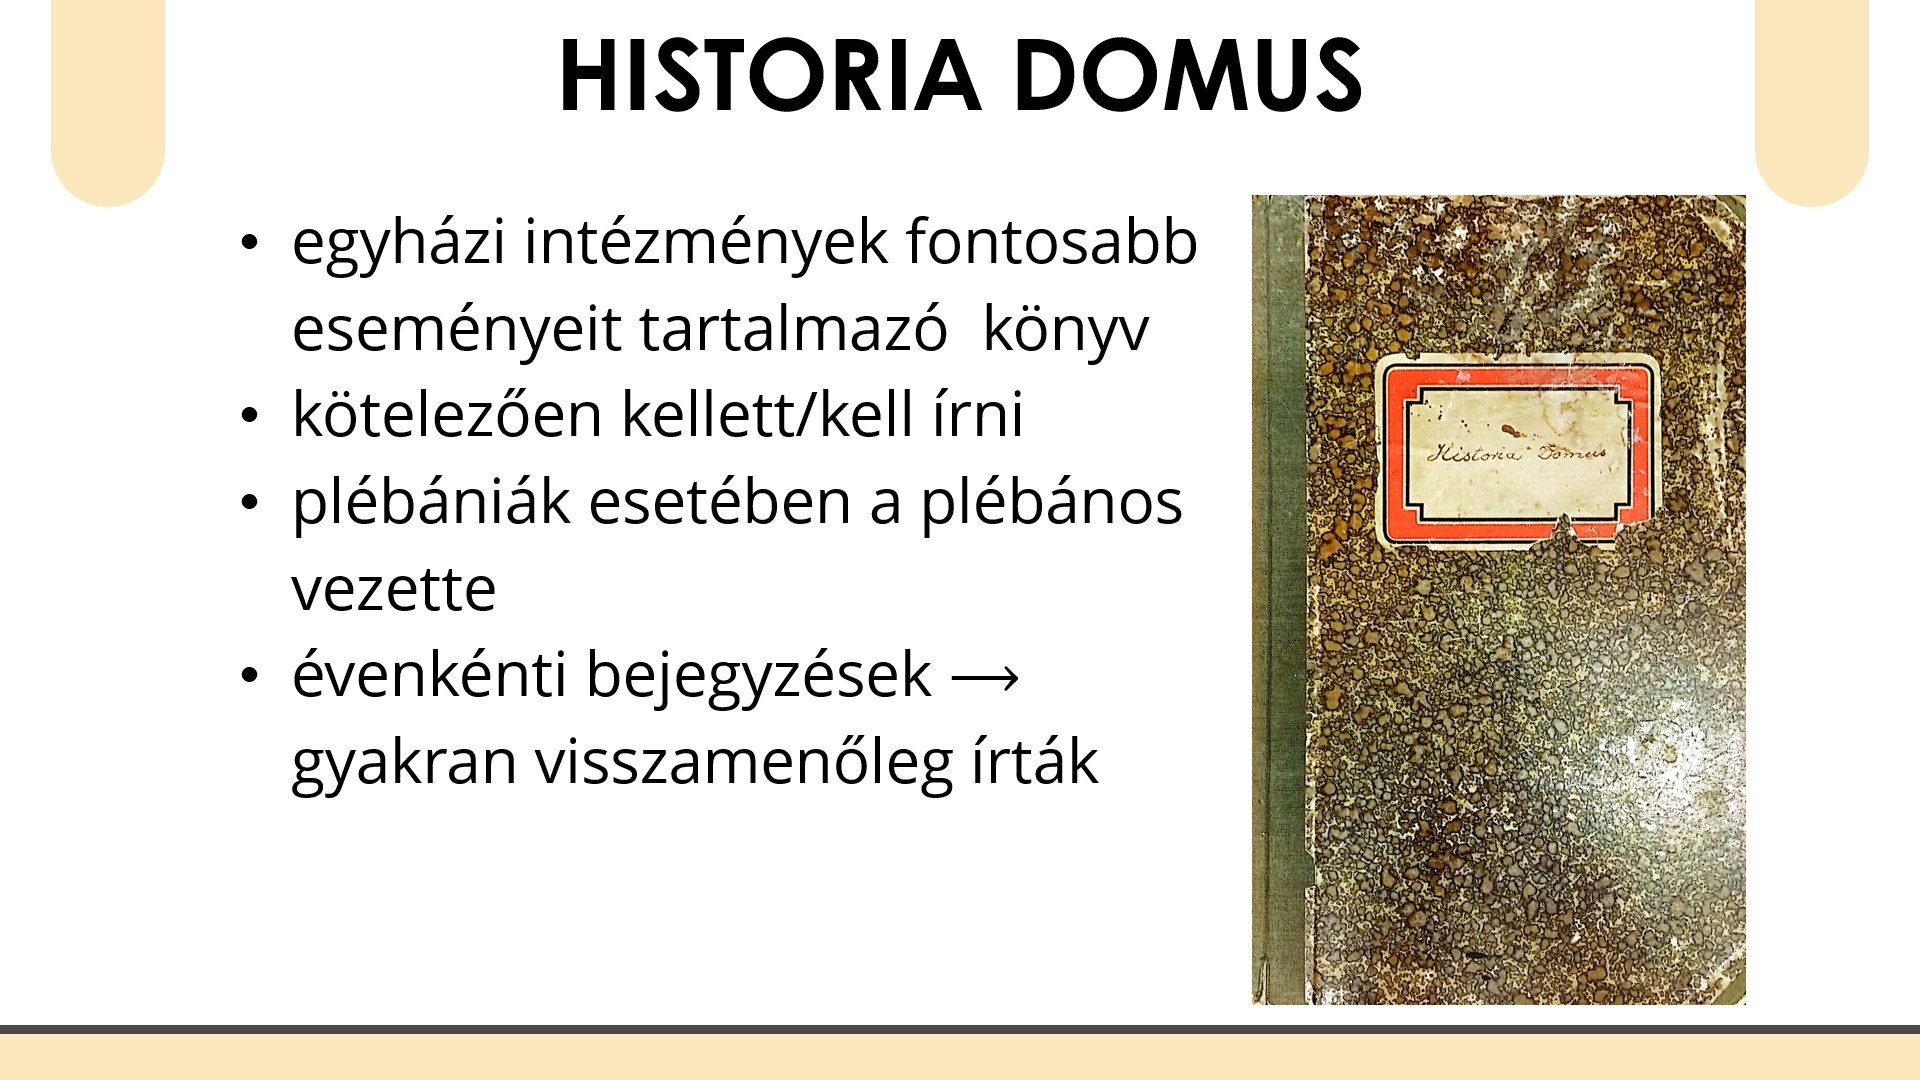 HISTORIA DOMUS
• egyházi intézmények fontosabb
eseményeit tartalmazó könyv
• kötelezően kellett/kell írni
• plébániák esetében a plébános
vezette
• évenkénti bejegyzések ⟶
gyakran visszamenőleg írták
Historia Domus